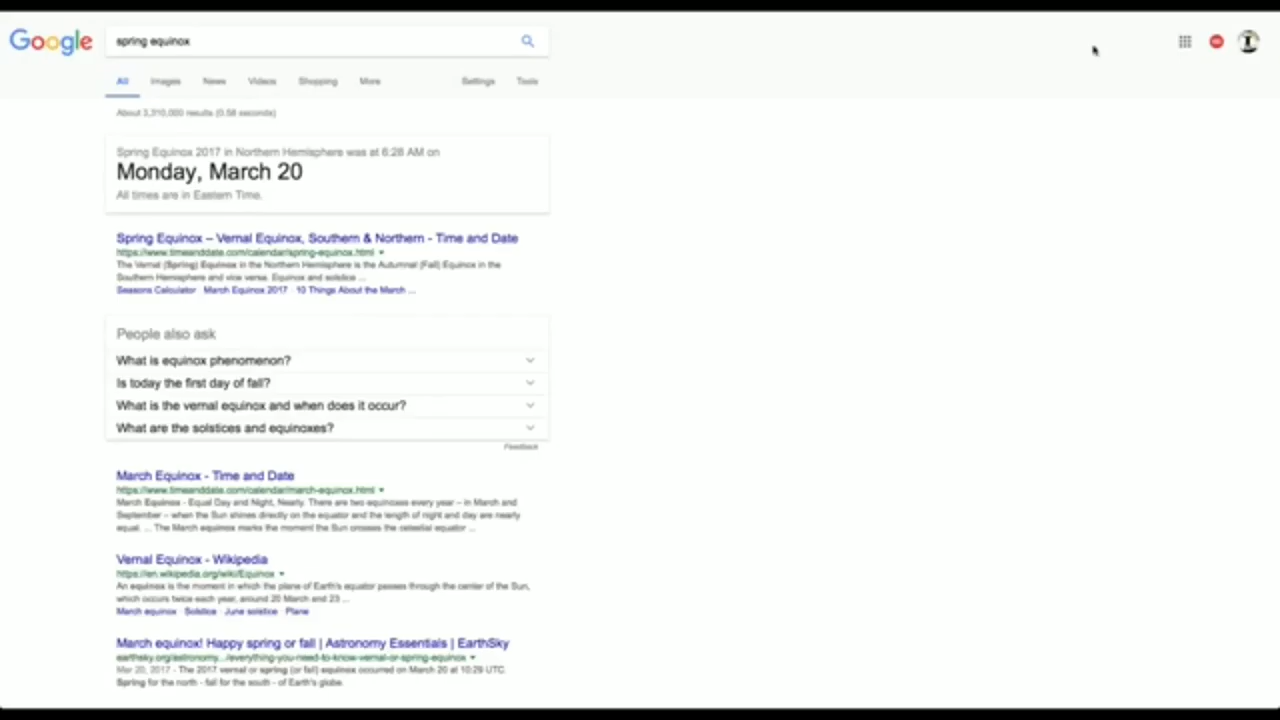 Google
spring equinox
All Images News Videos Shopping More Settings Tools
About 3,310,000 results (0.58 seconds)
Spring Equinox 2017 in Northern Hemisphere was at 6:28 AM on
Monday, March 20
All times are in Eastern Time.
Spring Equinox – Vernal Equinox, Southern & Northern - Time and Date
https://www.timeanddate.com/calendar/spring-equinox.html
The Vernal (Spring) Equinox in the Northern Hemisphere is the Autumnal (Fall) Equinox in the
Southern Hemisphere and vice versa. Equinox and solstice ...
Seasons Calculator · March Equinox 2017 · 10 Things About the March ...
People also ask
What is equinox phenomenon?
Is today the first day of fall?
What is the vernal equinox and when does it occur?
What are the solstices and equinoxes?
Feedback
March Equinox - Time and Date
https://www.timeanddate.com/calendar/march-equinox.html
March Equinox - Equal Day and Night, Nearly. There are two equinoxes every year – in March and
September – when the Sun shines directly on the equator and the length of night and day are nearly
equal. ... The March equinox marks the moment the Sun crosses the celestial equator ...
Vernal Equinox - Wikipedia
https://en.wikipedia.org/wiki/Equinox
An equinox is the moment in which the plane of Earth's equator passes through the center of the Sun,
which occurs twice each year, around 20 March and 23 ...
March equinox · Solstice · June solstice · Plane
March equinox! Happy spring or fall | Astronomy Essentials | EarthSky
earthsky.org/astronomy.../everything-you-need-to-know-vernal-or-spring-equinox
Mar 20, 2017 - The 2017 vernal or spring (or fall) equinox occurred on March 20 at 10:29 UTC.
Spring for the north - fall for the south - of Earth's globe.